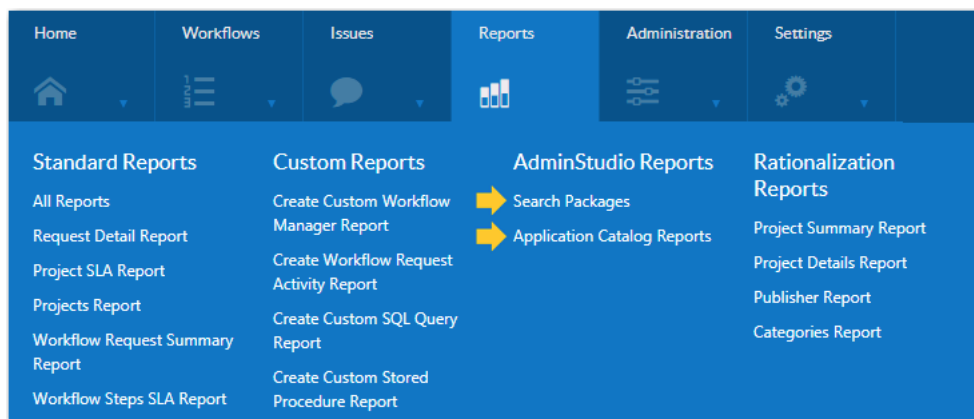 Home
Workflows
Issues
Reports
Administration
Settings
1
2
3
Standard Reports
All Reports
Request Detail Report
Project SLA Report
Projects Report
Workflow Request Summary
Report
Workflow Steps SLA Report
Custom Reports
Create Custom Workflow
Manager Report
Create Workflow Request
Activity Report
Create Custom SQL Query
Report
Create Custom Stored
Procedure Report
AdminStudio Reports
Search Packages
Application Catalog Reports
Rationalization
Reports
Project Summary Report
Project Details Report
Publisher Report
Categories Report